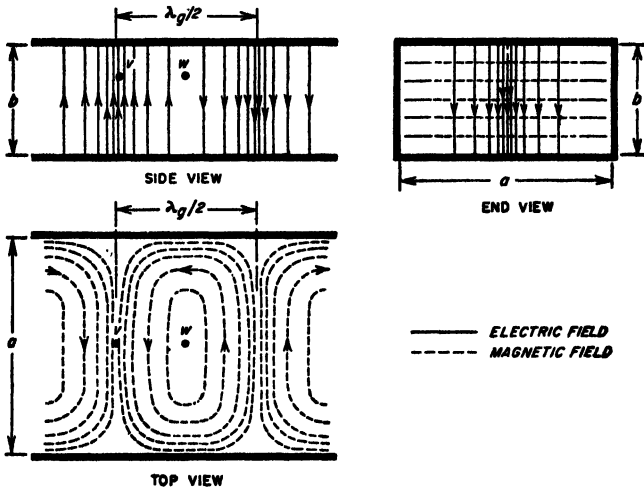 λg/2
V
W
b
SIDE VIEW
b
a
END VIEW
λg/2
a
V
W
TOP VIEW
ELECTRIC FIELD
MAGNETIC FIELD